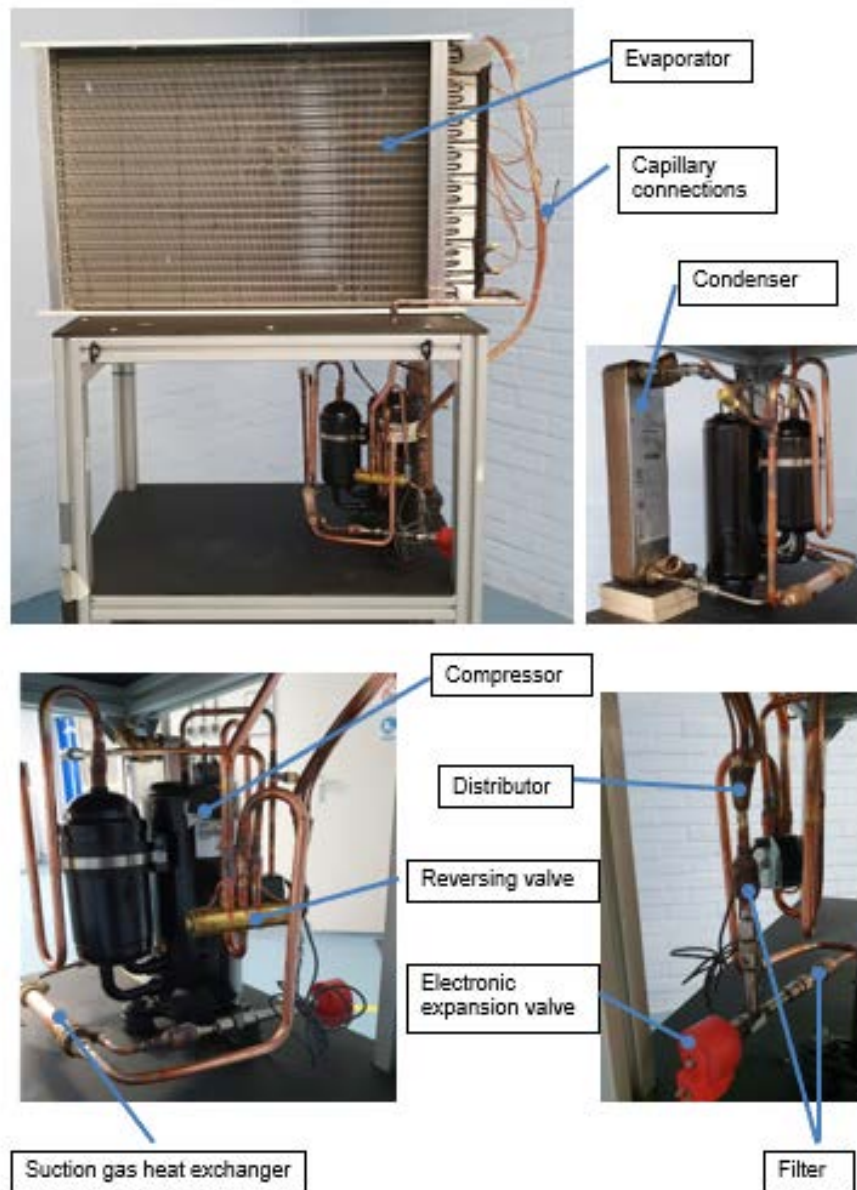 Evaporator
Capillary
connections
Condenser
Compressor
Distributor
Reversing valve
Electronic
expansion valve
Suction gas heat exchanger
Filter